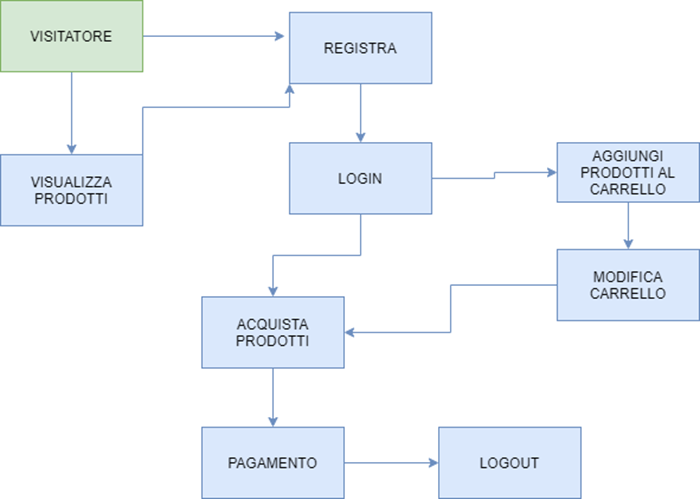 VISITATORE
REGISTRA
VISUALIZZA
PRODOTTI
LOGIN
AGGIUNGI
PRODOTTI AL
CARRELLO
MODIFICA
CARRELLO
ACQUISTA
PRODOTTI
PAGAMENTO
LOGOUT